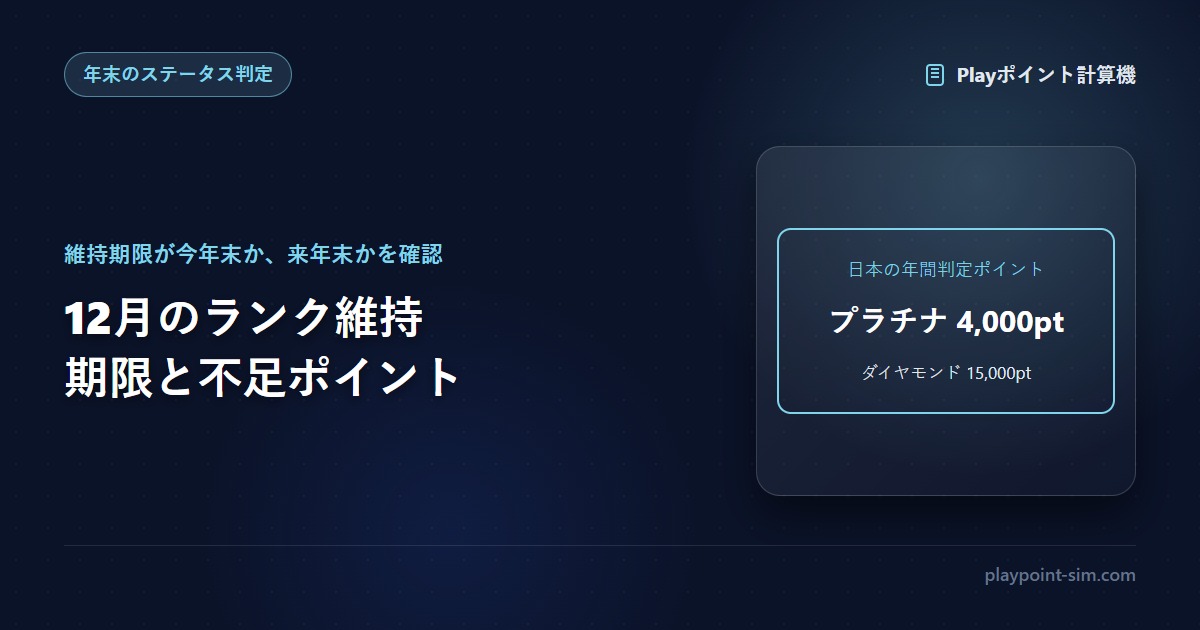 年末のステータス判定
Playポイント計算機
維持期限が今年末か、来年末かを確認
12月のランク維持
期限と不足ポイント
日本の年間判定ポイント
プラチナ 4,000pt
ダイヤモンド 15,000pt
playpoint-sim.com